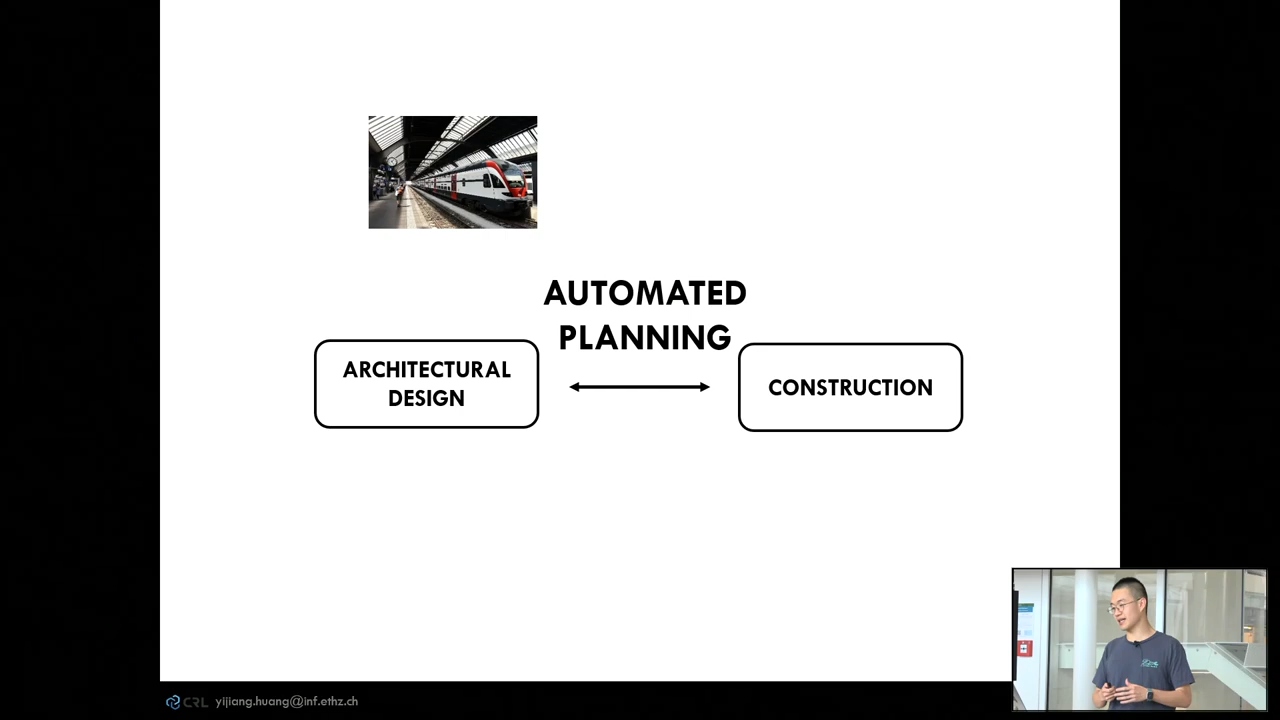 AUTOMATED
PLANNING
ARCHITECTURAL
DESIGN
CONSTRUCTION
CRL yijiang.huang@inf.ethz.ch